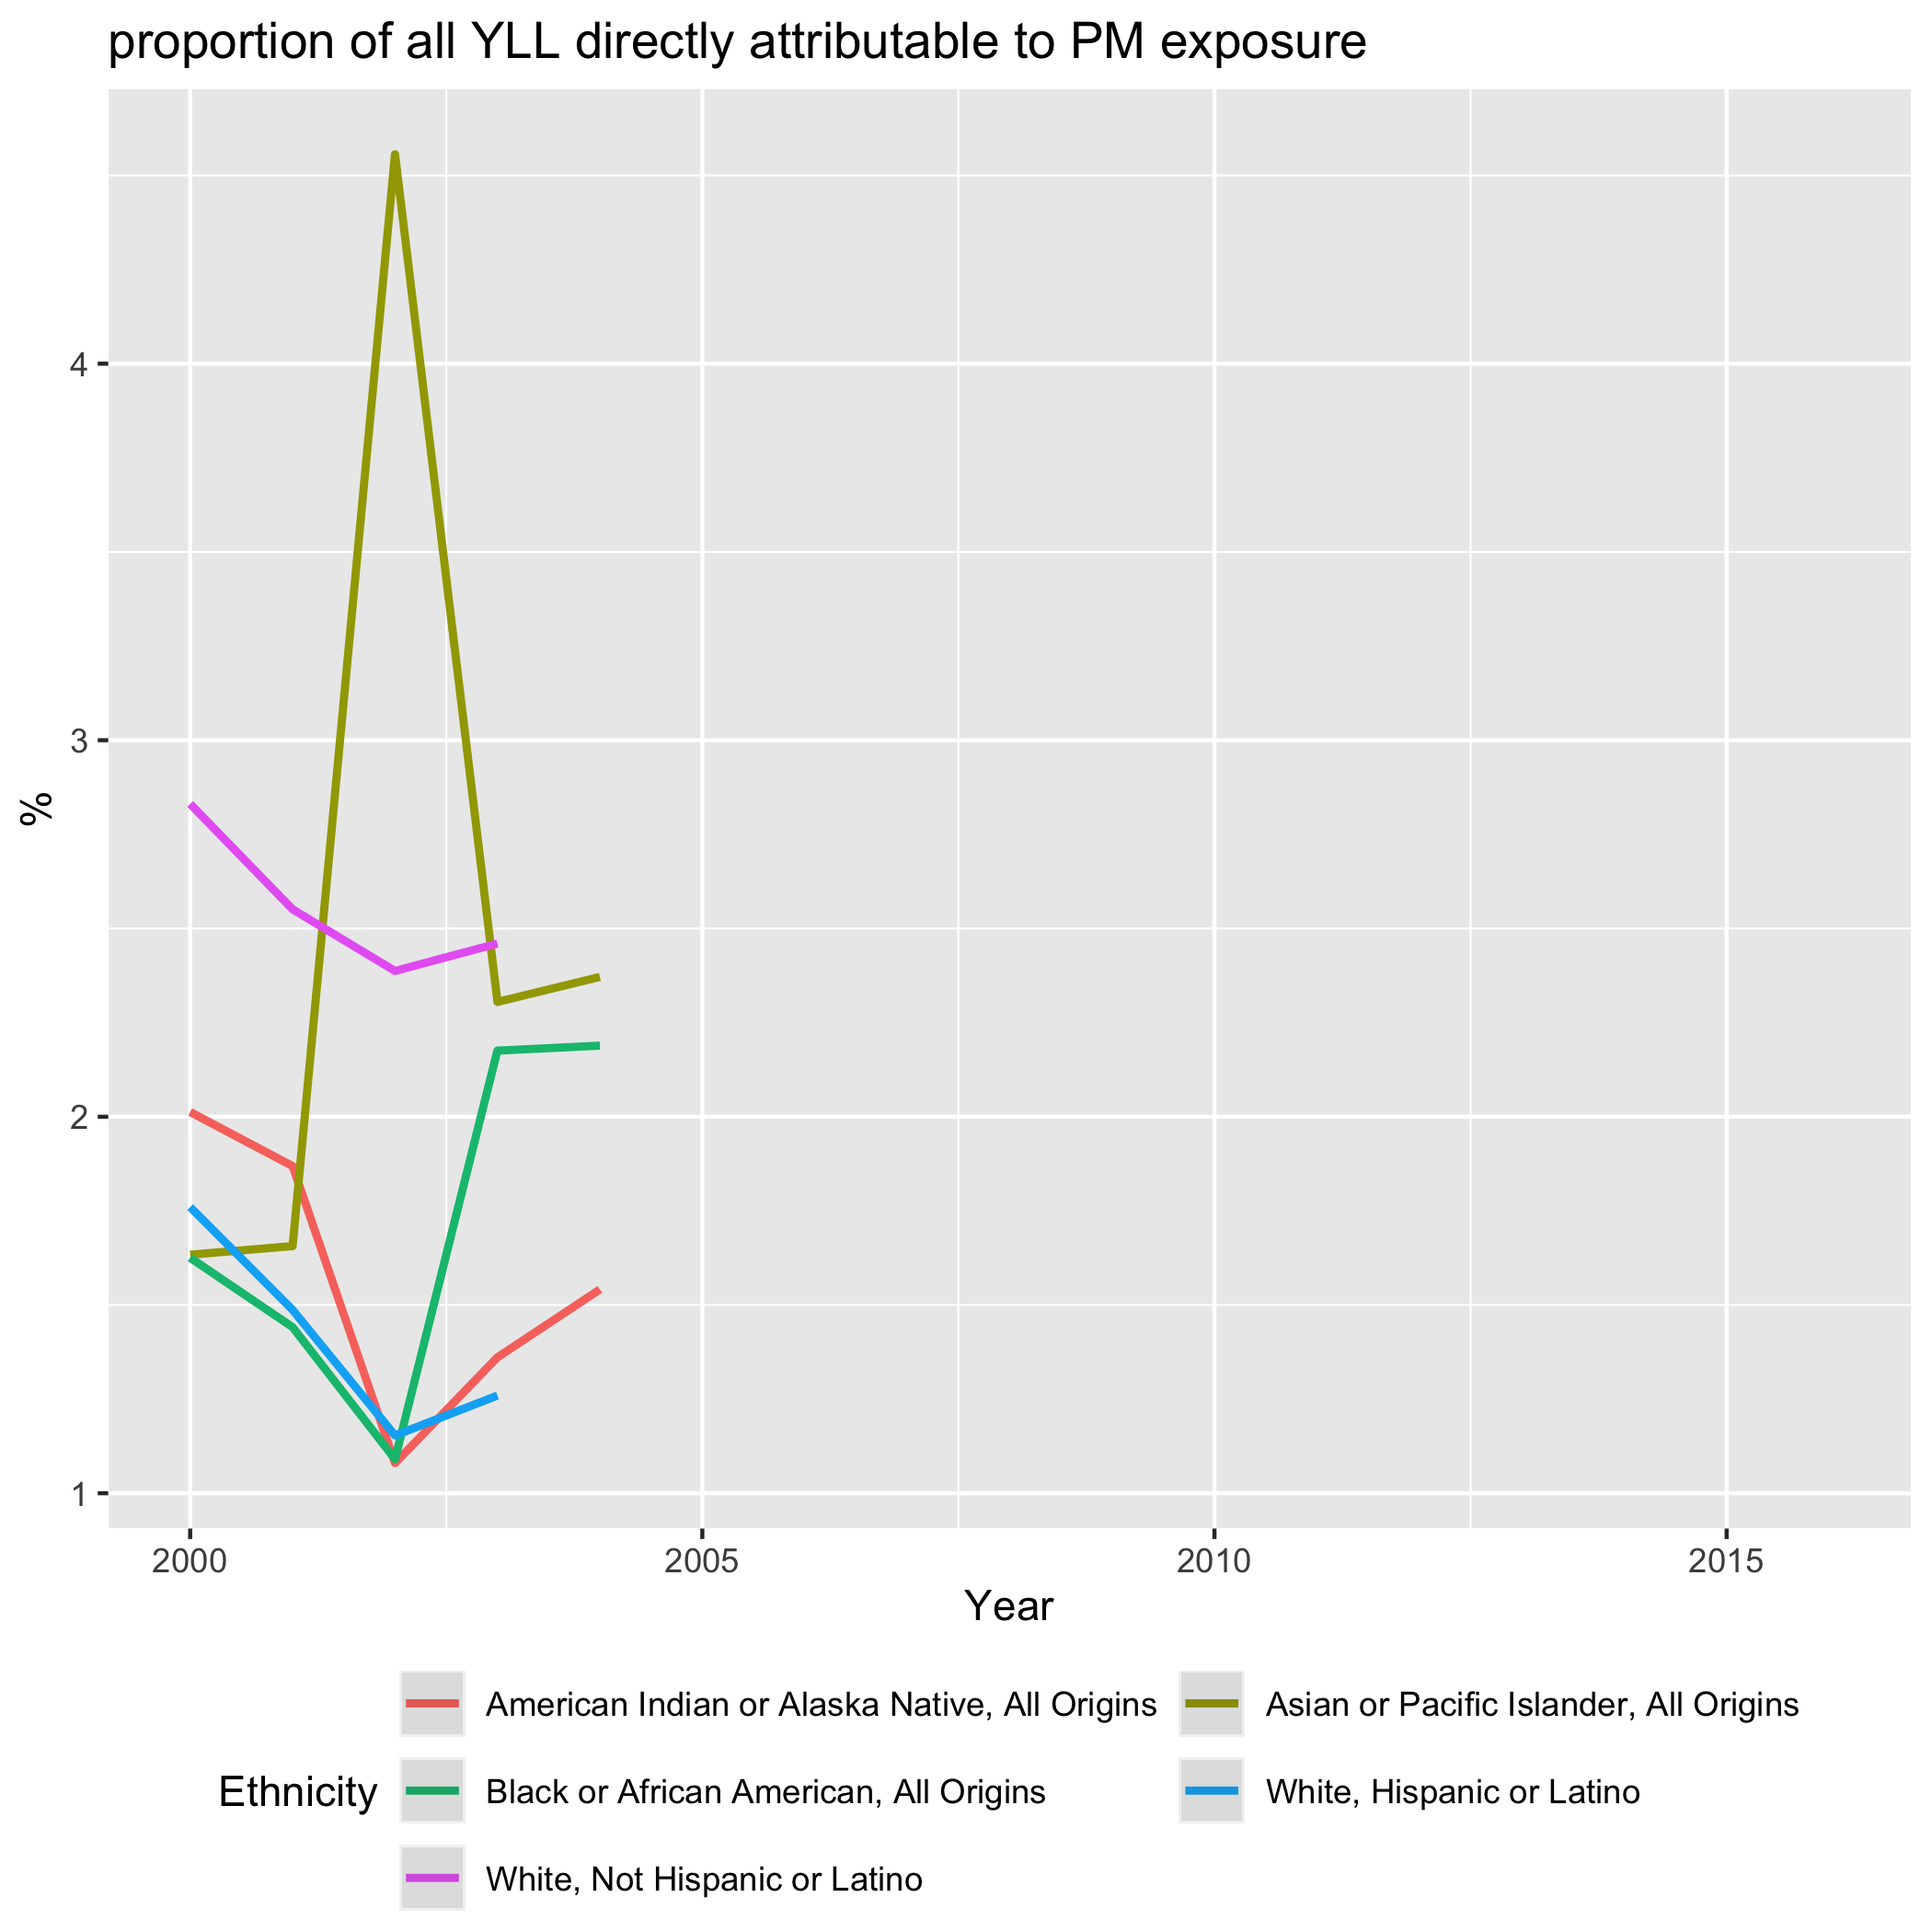 proportion of all YLL directly attributable to PM exposure
4
3
2
1
%
2000 2005 2010 2015
Year
Ethnicity
American Indian or Alaska Native, All Origins
Asian or Pacific Islander, All Origins
Black or African American, All Origins
White, Hispanic or Latino
White, Not Hispanic or Latino